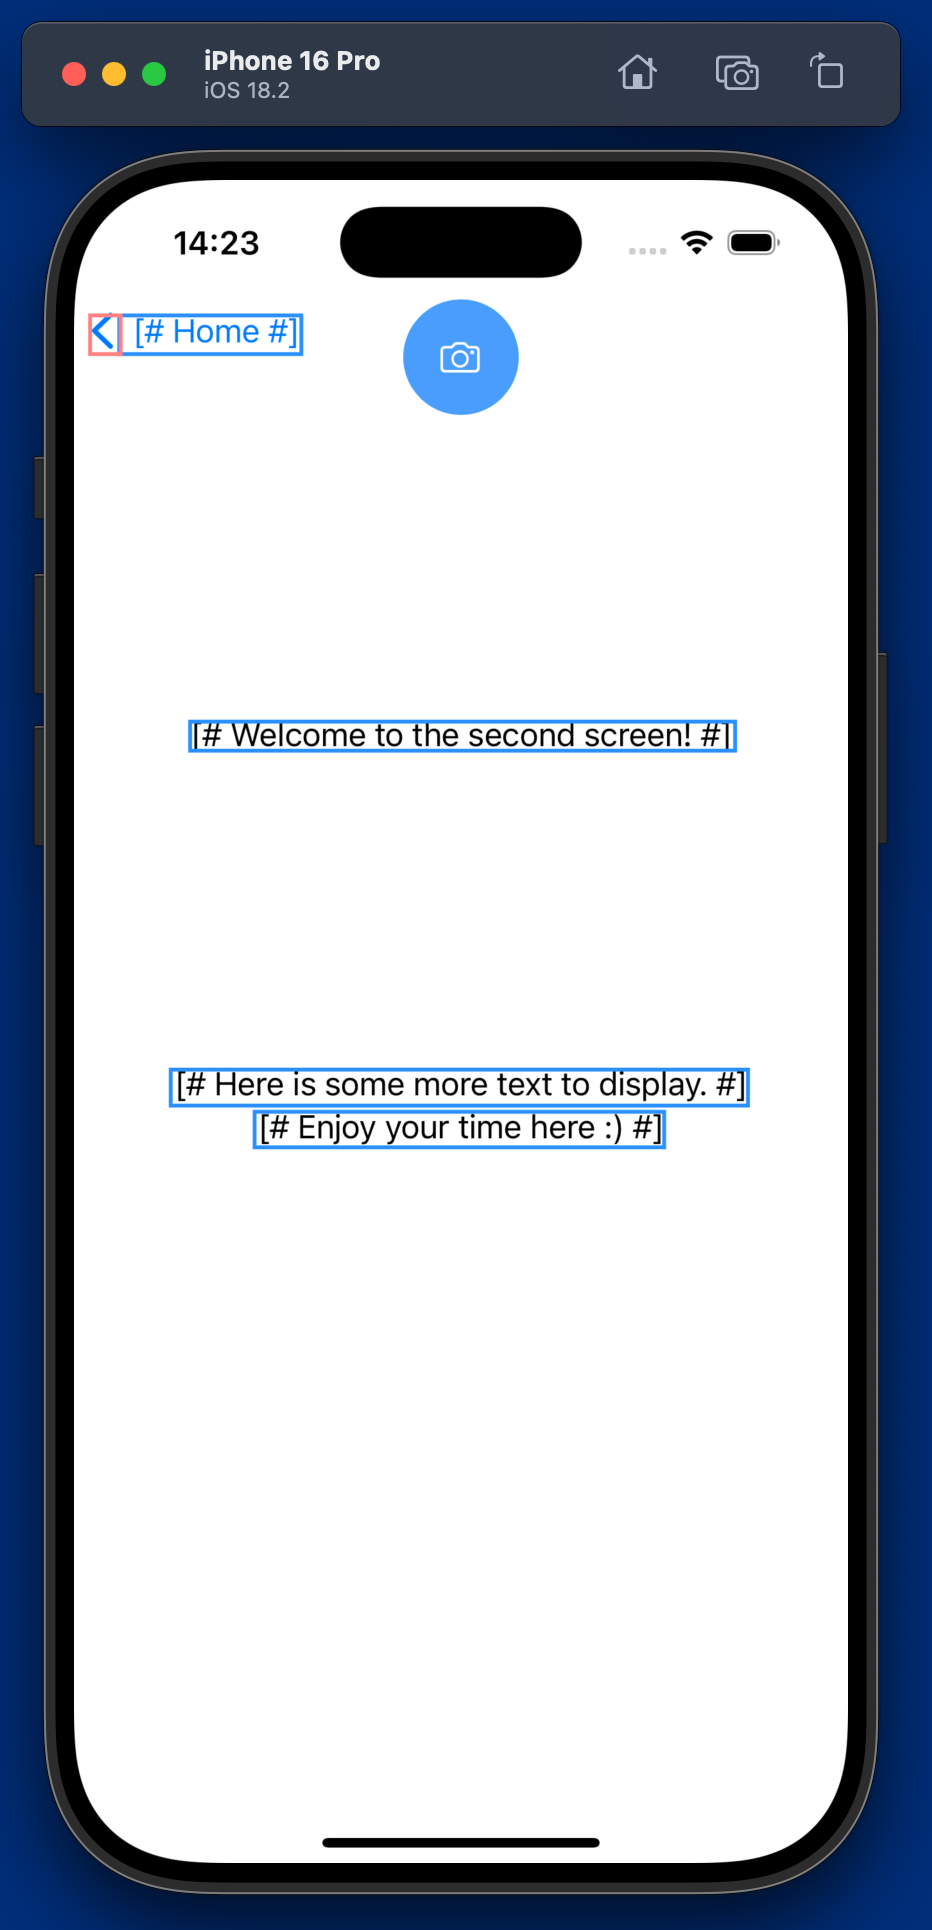 iPhone 16 Pro
iOS 18.2
14:23
[# Home #]
[# Welcome to the second screen! #]
[# Here is some more text to display. #]
[# Enjoy your time here :) #]